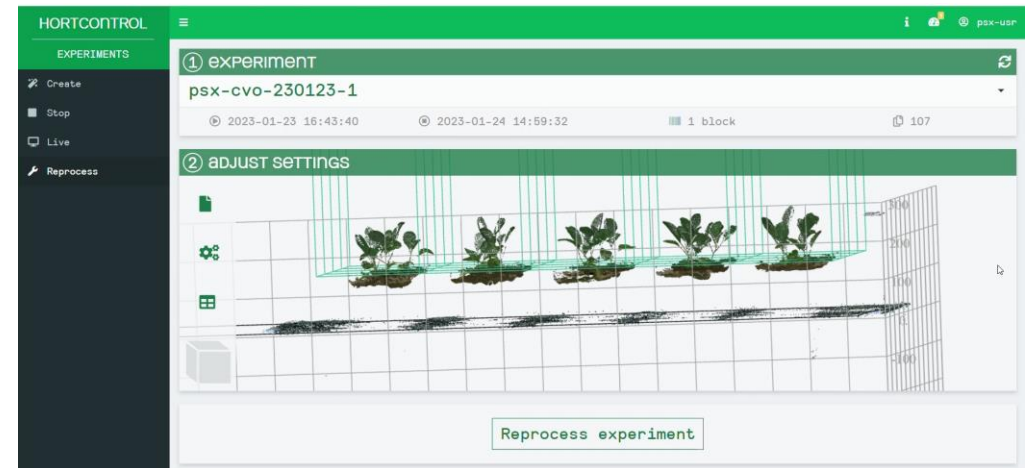 HORTCONTROL
i psx-usr
EXPERIMENTS
Create
Stop
Live
Reprocess
1 EXPERIMENT
psx-cvo-230123-1
2023-01-23 16:43:40 2023-01-24 14:59:32 1 block 107
2 ADJUST SETTINGS
300
200
100
0
-100
Reprocess experiment